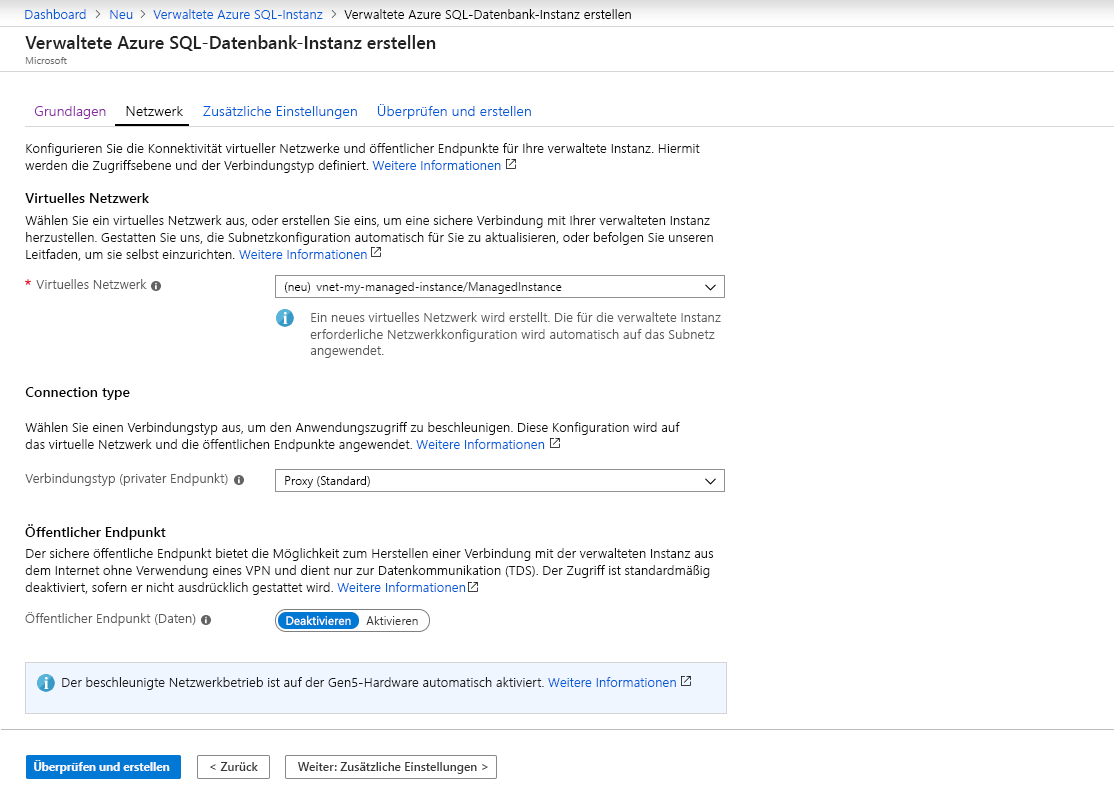 Dashboard > Neu > Verwaltete Azure SQL-Instanz > Verwaltete Azure SQL-Datenbank-Instanz erstellen
Verwaltete Azure SQL-Datenbank-Instanz erstellen
Microsoft
Grundlagen Netzwerk Zusätzliche Einstellungen Überprüfen und erstellen
Konfigurieren Sie die Konnektivität virtueller Netzwerke und öffentlicher Endpunkte für Ihre verwaltete Instanz. Hiermit
werden die Zugriffsebene und der Verbindungstyp definiert. Weitere Informationen
Virtuelles Netzwerk
Wählen Sie ein virtuelles Netzwerk aus, oder erstellen Sie eins, um eine sichere Verbindung mit Ihrer verwalteten Instanz
herzustellen. Gestatten Sie uns, die Subnetzkonfiguration automatisch für Sie zu aktualisieren, oder befolgen Sie unseren
Leitfaden, um sie selbst einzurichten. Weitere Informationen
* Virtuelles Netzwerk (neu) vnet-my-managed-instance/ManagedInstance
Ein neues virtuelles Netzwerk wird erstellt. Die für die verwaltete Instanz
erforderliche Netzwerkkonfiguration wird automatisch auf das Subnetz
angewendet.
Connection type
Wählen Sie einen Verbindungstyp aus, um den Anwendungszugriff zu beschleunigen. Diese Konfiguration wird auf
das virtuelle Netzwerk und die öffentlichen Endpunkte angewendet. Weitere Informationen
Verbindungstyp (privater Endpunkt) Proxy (Standard)
Öffentlicher Endpunkt
Der sichere öffentliche Endpunkt bietet die Möglichkeit zum Herstellen einer Verbindung mit der verwalteten Instanz aus
dem Internet ohne Verwendung eines VPN und dient nur zur Datenkommunikation (TDS). Der Zugriff ist standardmäßig
deaktiviert, sofern er nicht ausdrücklich gestattet wird. Weitere Informationen
Öffentlicher Endpunkt (Daten) Deaktivieren Aktivieren
Der beschleunigte Netzwerkbetrieb ist auf der Gen5-Hardware automatisch aktiviert. Weitere Informationen
Überprüfen und erstellen < Zurück Weiter: Zusätzliche Einstellungen >